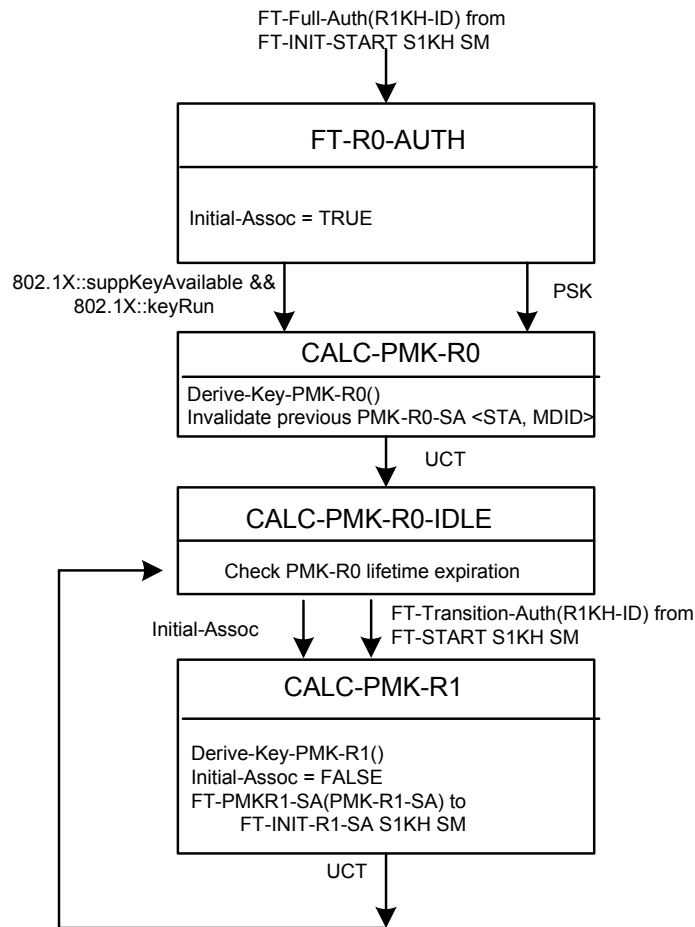 FT-Full-Auth(R1KH-ID) from
FT-INIT-START S1KH SM
FT-R0-AUTH
Initial-Assoc = TRUE
802.1X::suppKeyAvailable &&
802.1X::keyRun
PSK
CALC-PMK-R0
Derive-Key-PMK-R0()
Invalidate previous PMK-R0-SA <STA, MDID>
UCT
CALC-PMK-R0-IDLE
Check PMK-R0 lifetime expiration
Initial-Assoc
FT-Transition-Auth(R1KH-ID) from
FT-START S1KH SM
CALC-PMK-R1
Derive-Key-PMK-R1()
Initial-Assoc = FALSE
FT-PMKR1-SA(PMK-R1-SA) to
FT-INIT-R1-SA S1KH SM
UCT